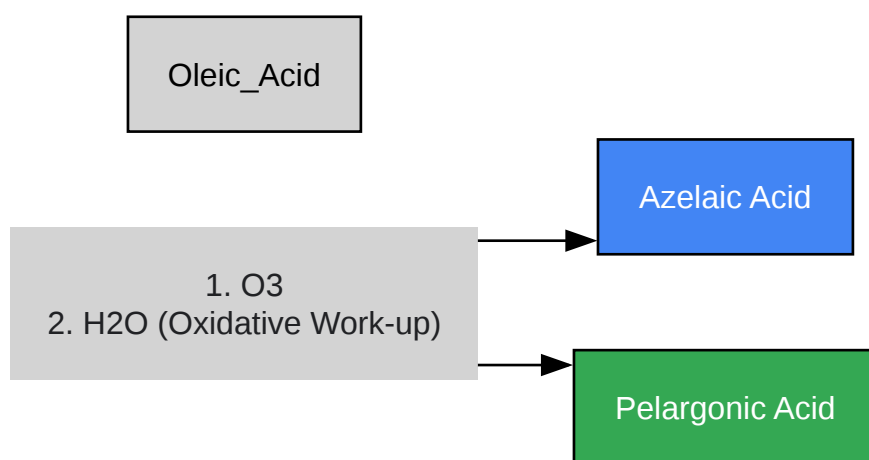 Oleic_Acid
Azelaic Acid
1. O3
2. H2O (Oxidative Work-up)
Pelargonic Acid